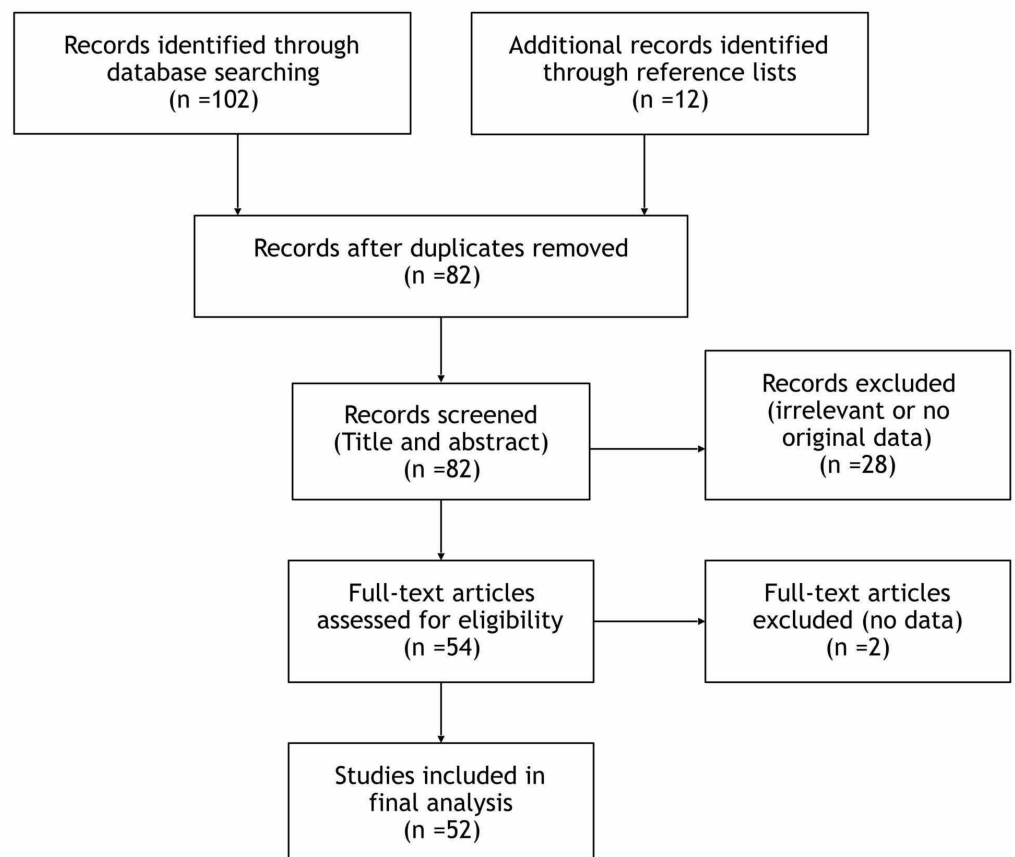 Records identified through
database searching
(n =102)
Additional records identified
through reference lists
(n =12)
Records after duplicates removed
(n =82)
Records screened
(Title and abstract)
(n =82)
Records excluded
(irrelevant or no
original data)
(n =28)
Full-text articles
assessed for eligibility
(n =54)
Full-text articles
excluded (no data)
(n =2)
Studies included in
final analysis
(n =52)